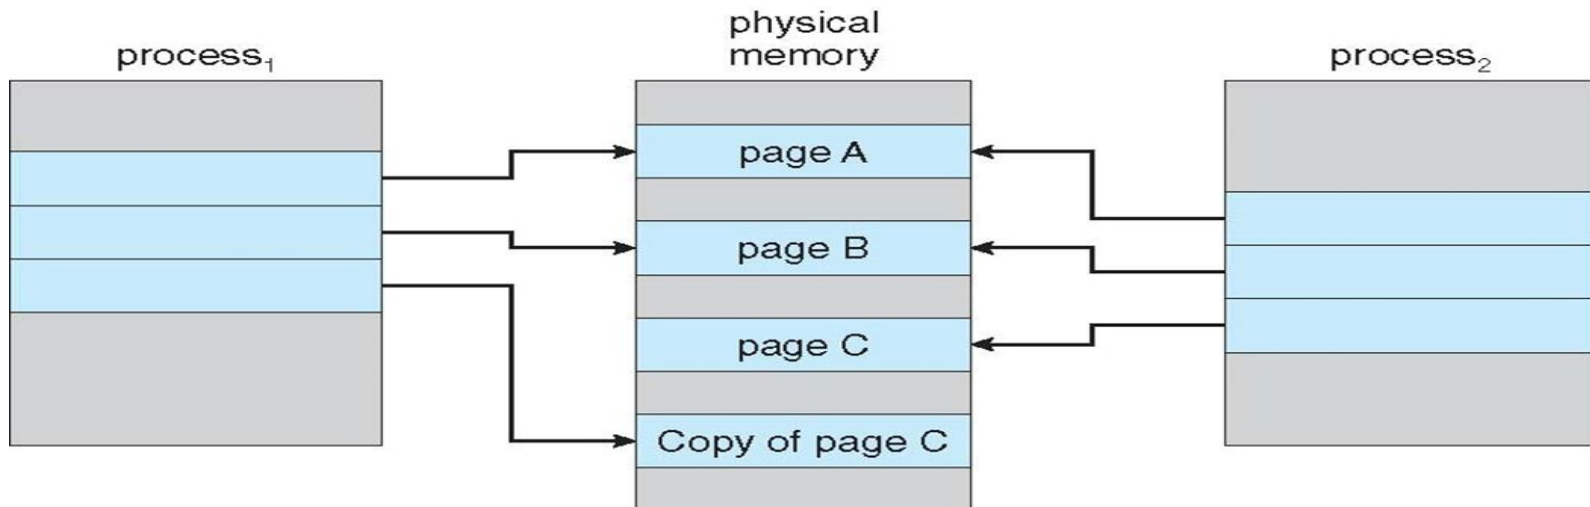 process₁
physical
memory
process₂
page A
page B
page C
Copy of page C